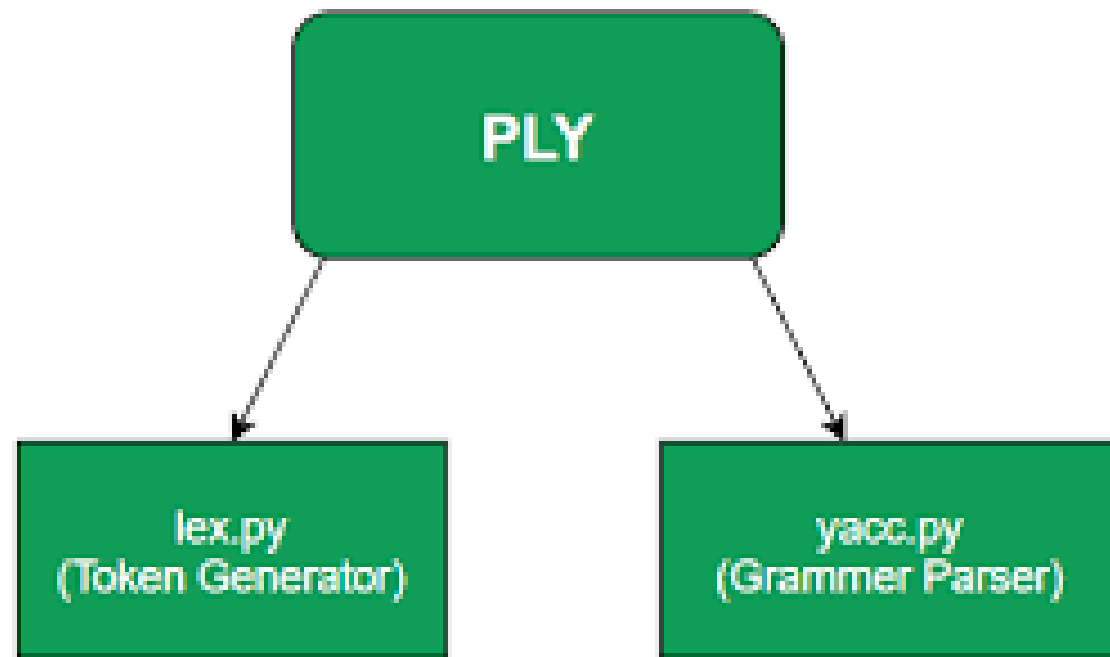 PLY
lex.py
(Token Generator)
yacc.py
(Grammer Parser)